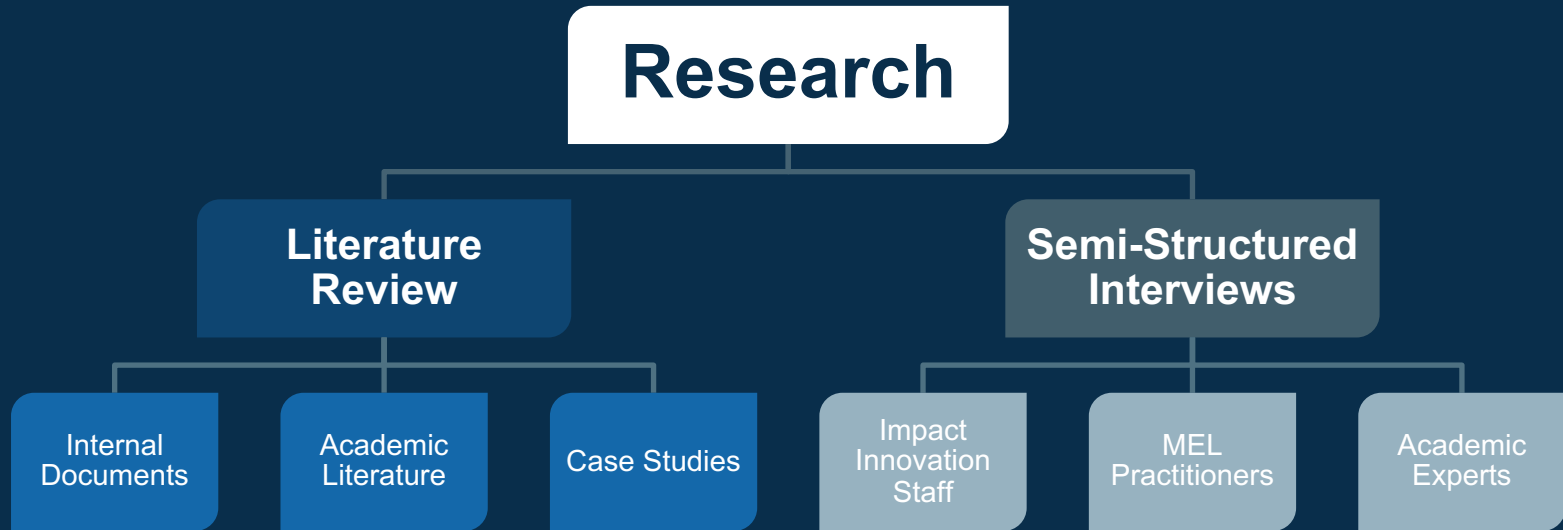 Research
Literature
Review
Semi-Structured
Interviews
Internal
Documents
Academic
Literature
Case Studies
Impact
Innovation
Staff
MEL
Practitioners
Academic
Experts